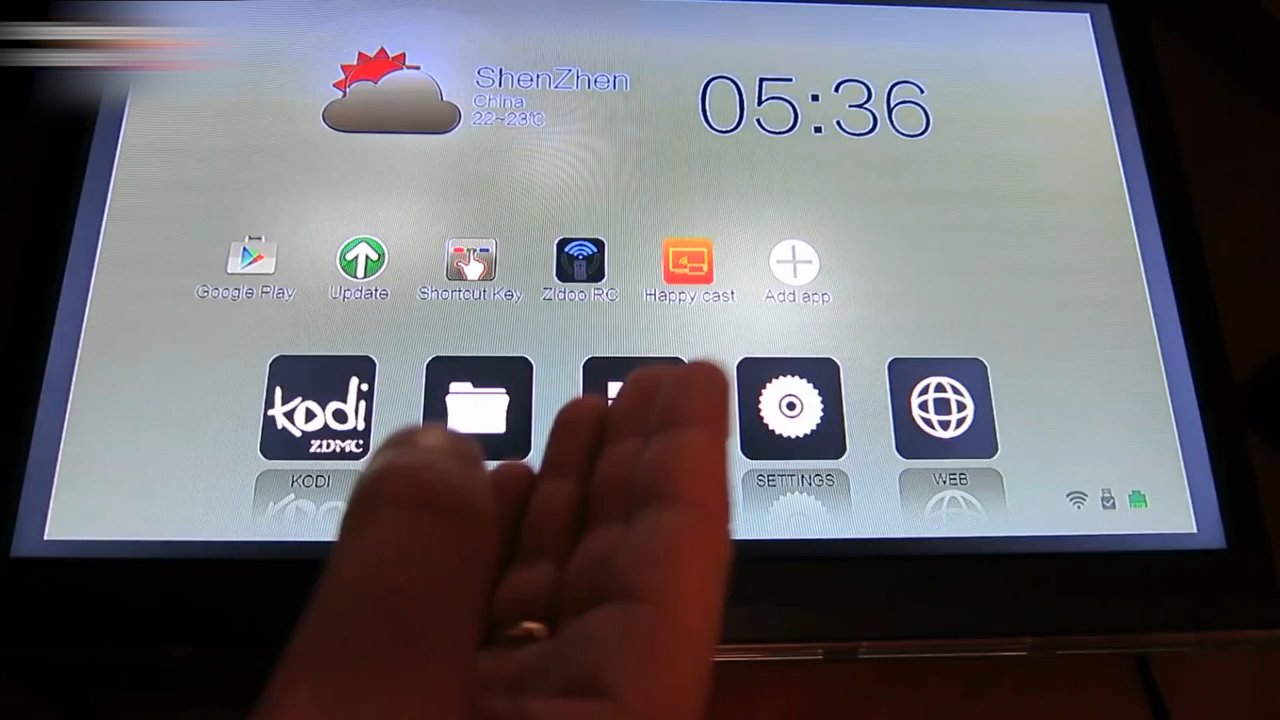 ShenZhen
China
22~23℃
05:36
Google Play
Update
Shortcut Key
Zidoo RC
Happy cast
Add app
kodi
ZDMC
KODI
SETTINGS
WEB